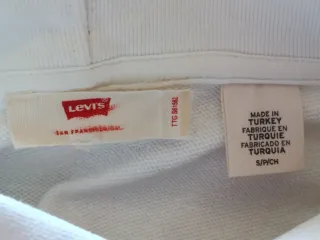 Levi's
SAN FRANCISCO, CAL.
MADE IN
TURKEY
FABRIQUE EN
TURQUIE
FABRICADO EN
TURQUIA
S/P/CH